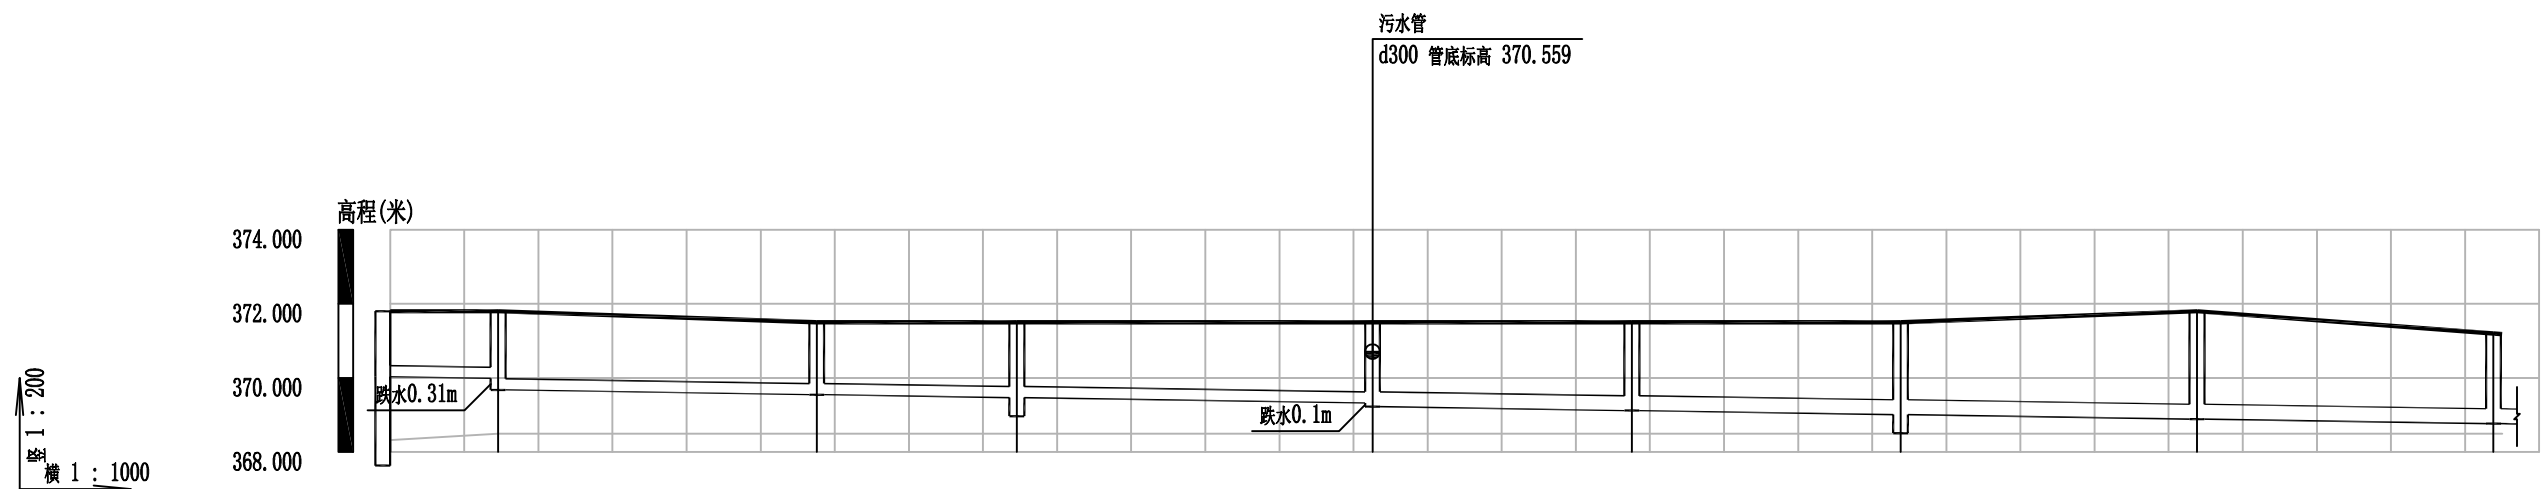 污水管
d300 管底标高 370.559
高程(米)
374.000
372.000
370.000
368.000
跌水0.31m
跌水0.1m
竖 1 : 200
横 1 : 1000